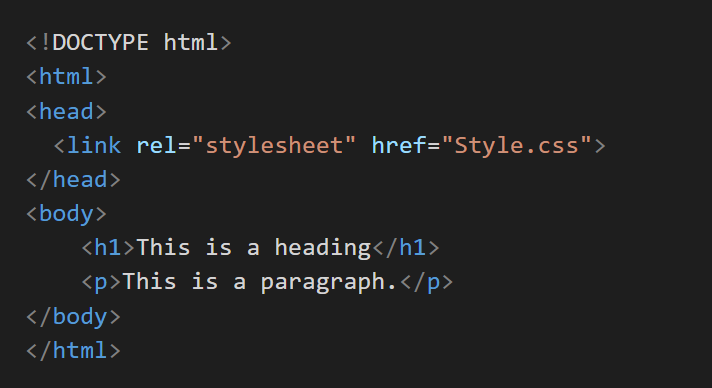 <!DOCTYPE html>
<html>
<head>
  <link rel="stylesheet" href="Style.css">
</head>
<body>
    <h1>This is a heading</h1>
    <p>This is a paragraph.</p>
</body>
</html>